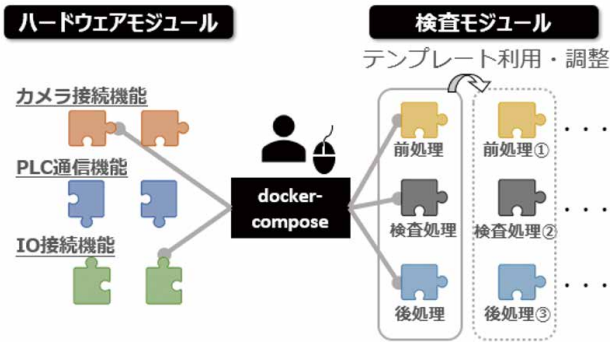 ハードウェアモジュール
検査モジュール
テンプレート利用・調整
カメラ接続機能
PLC通信機能
IO接続機能
docker-
compose
前処理
検査処理
後処理
前処理①
検査処理②
後処理③
・・・
・・・
・・・